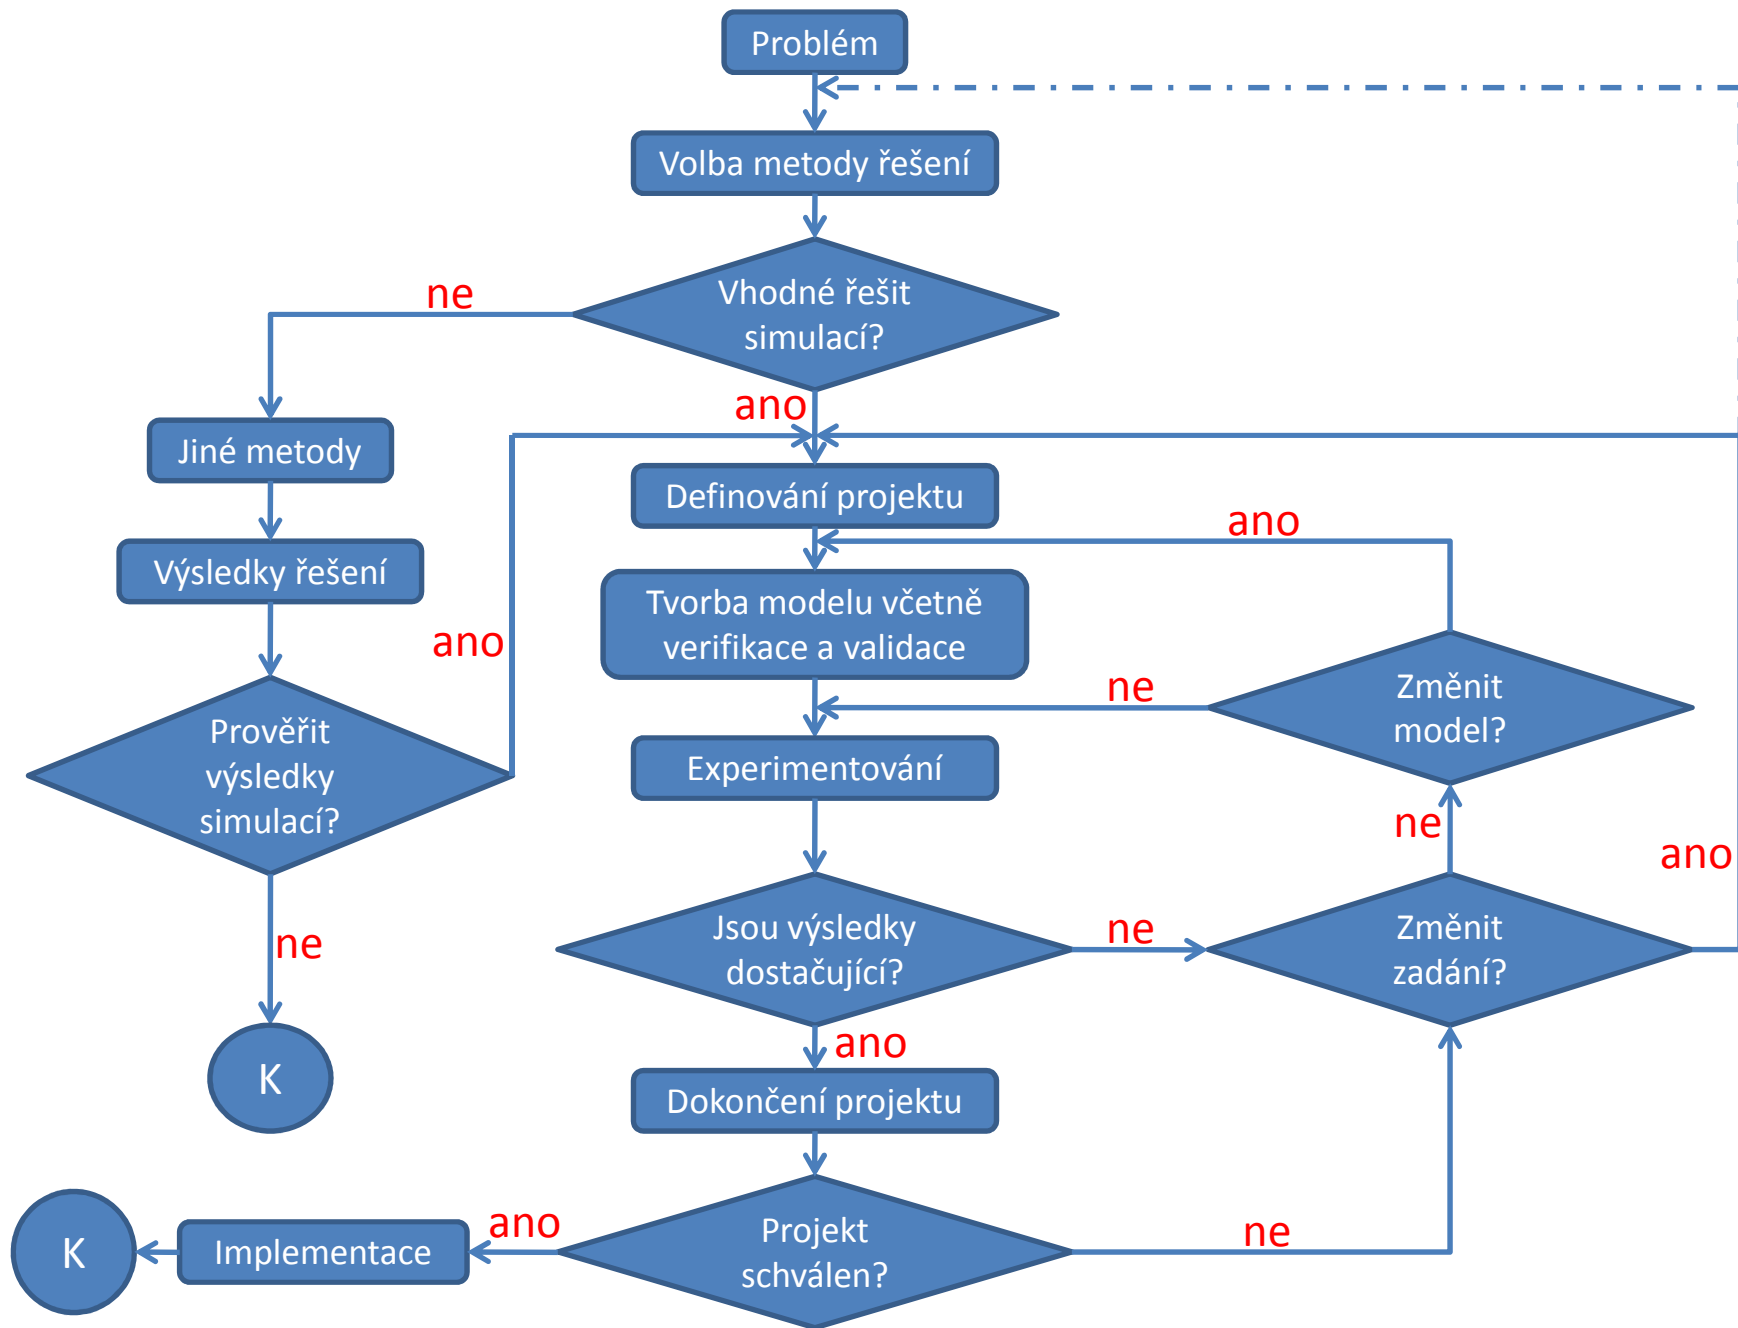 Problém
Volba metody řešení
Vhodné řešit
simulací?
ne
ano
Jiné metody
Výsledky řešení
Prověřit
výsledky
simulací?
ano
ne
K
Definování projektu
Tvorba modelu včetně
verifikace a validace
Experimentování
Jsou výsledky
dostačující?
ne
ano
Změnit
zadání?
ne
ano
Změnit
model?
ano
ne
Dokončení projektu
Projekt
schválen?
ano
ne
Implementace
K